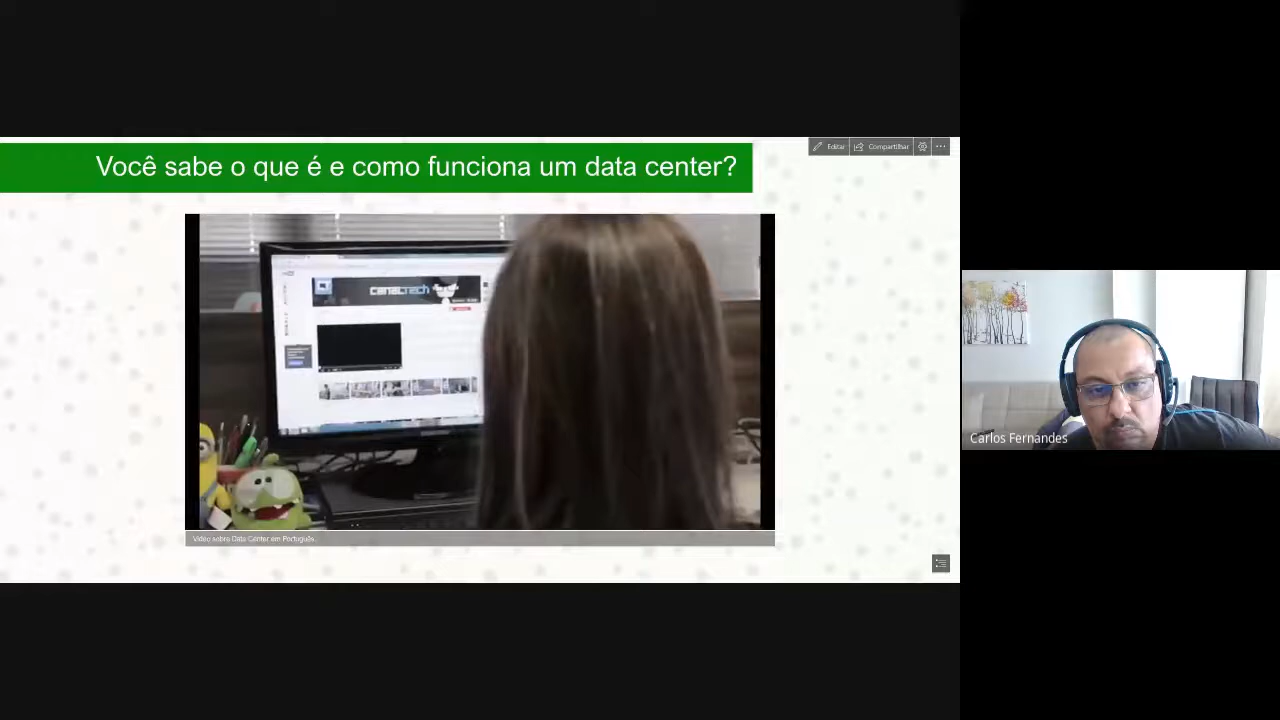 Você sabe o que é e como funciona um data center?
Editar
Compartilhar
canaltech
Vídeo sobre Data Center em Português.
Carlos Fernandes